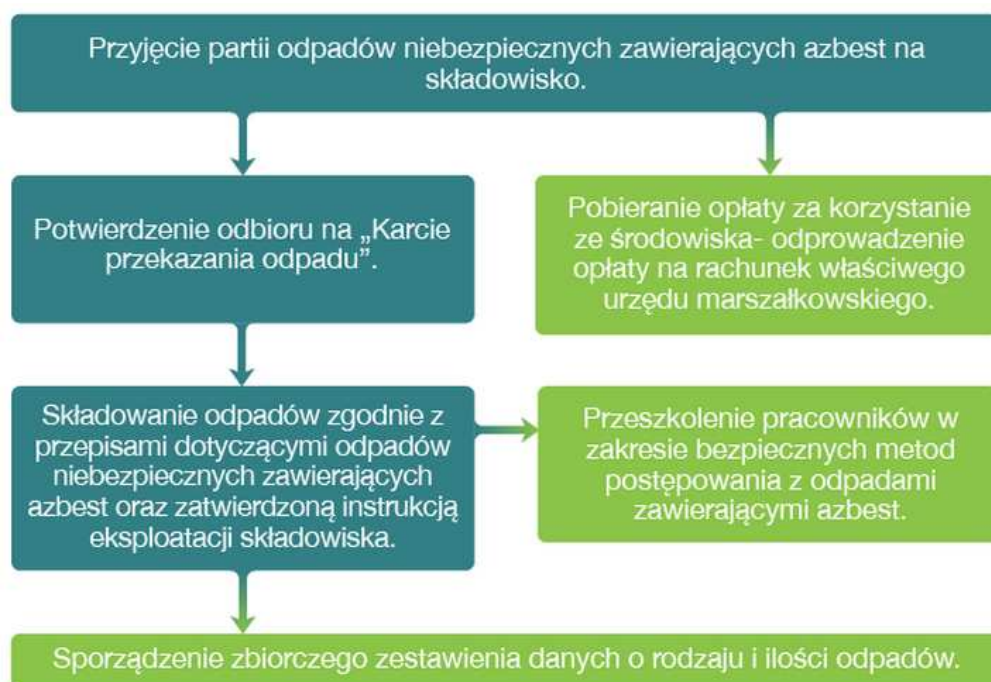 Przyjęcie partii odpadów niebezpiecznych zawierających azbest na
składowisko.
Potwierdzenie odbioru na „Karcie
przekazania odpadu”.
Pobieranie opłaty za korzystanie
ze środowiska- odprowadzenie
opłaty na rachunek właściwego
urzędu marszałkowskiego.
Składowanie odpadów zgodnie z
przepisami dotyczącymi odpadów
niebezpiecznych zawierających
azbest oraz zatwierdzoną instrukcją
eksploatacji składowiska.
Przeszkolenie pracowników w
zakresie bezpiecznych metod
postępowania z odpadami
zawierającymi azbest.
Sporządzenie zbiorczego zestawienia danych o rodzaju i ilości odpadów.